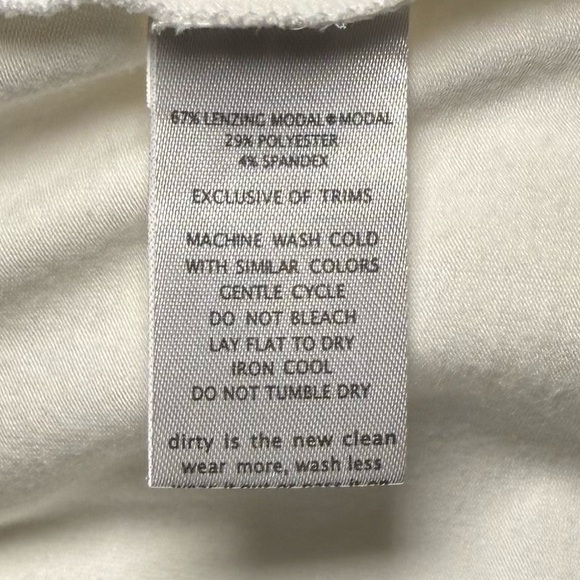 67% LENZING MODAL® MODAL
29% POLYESTER
4% SPANDEX
EXCLUSIVE OF TRIMS
MACHINE WASH COLD
WITH SIMILAR COLORS
GENTLE CYCLE
DO NOT BLEACH
LAY FLAT TO DRY
IRON COOL
DO NOT TUMBLE DRY
dirty is the new clean
wear more, wash less